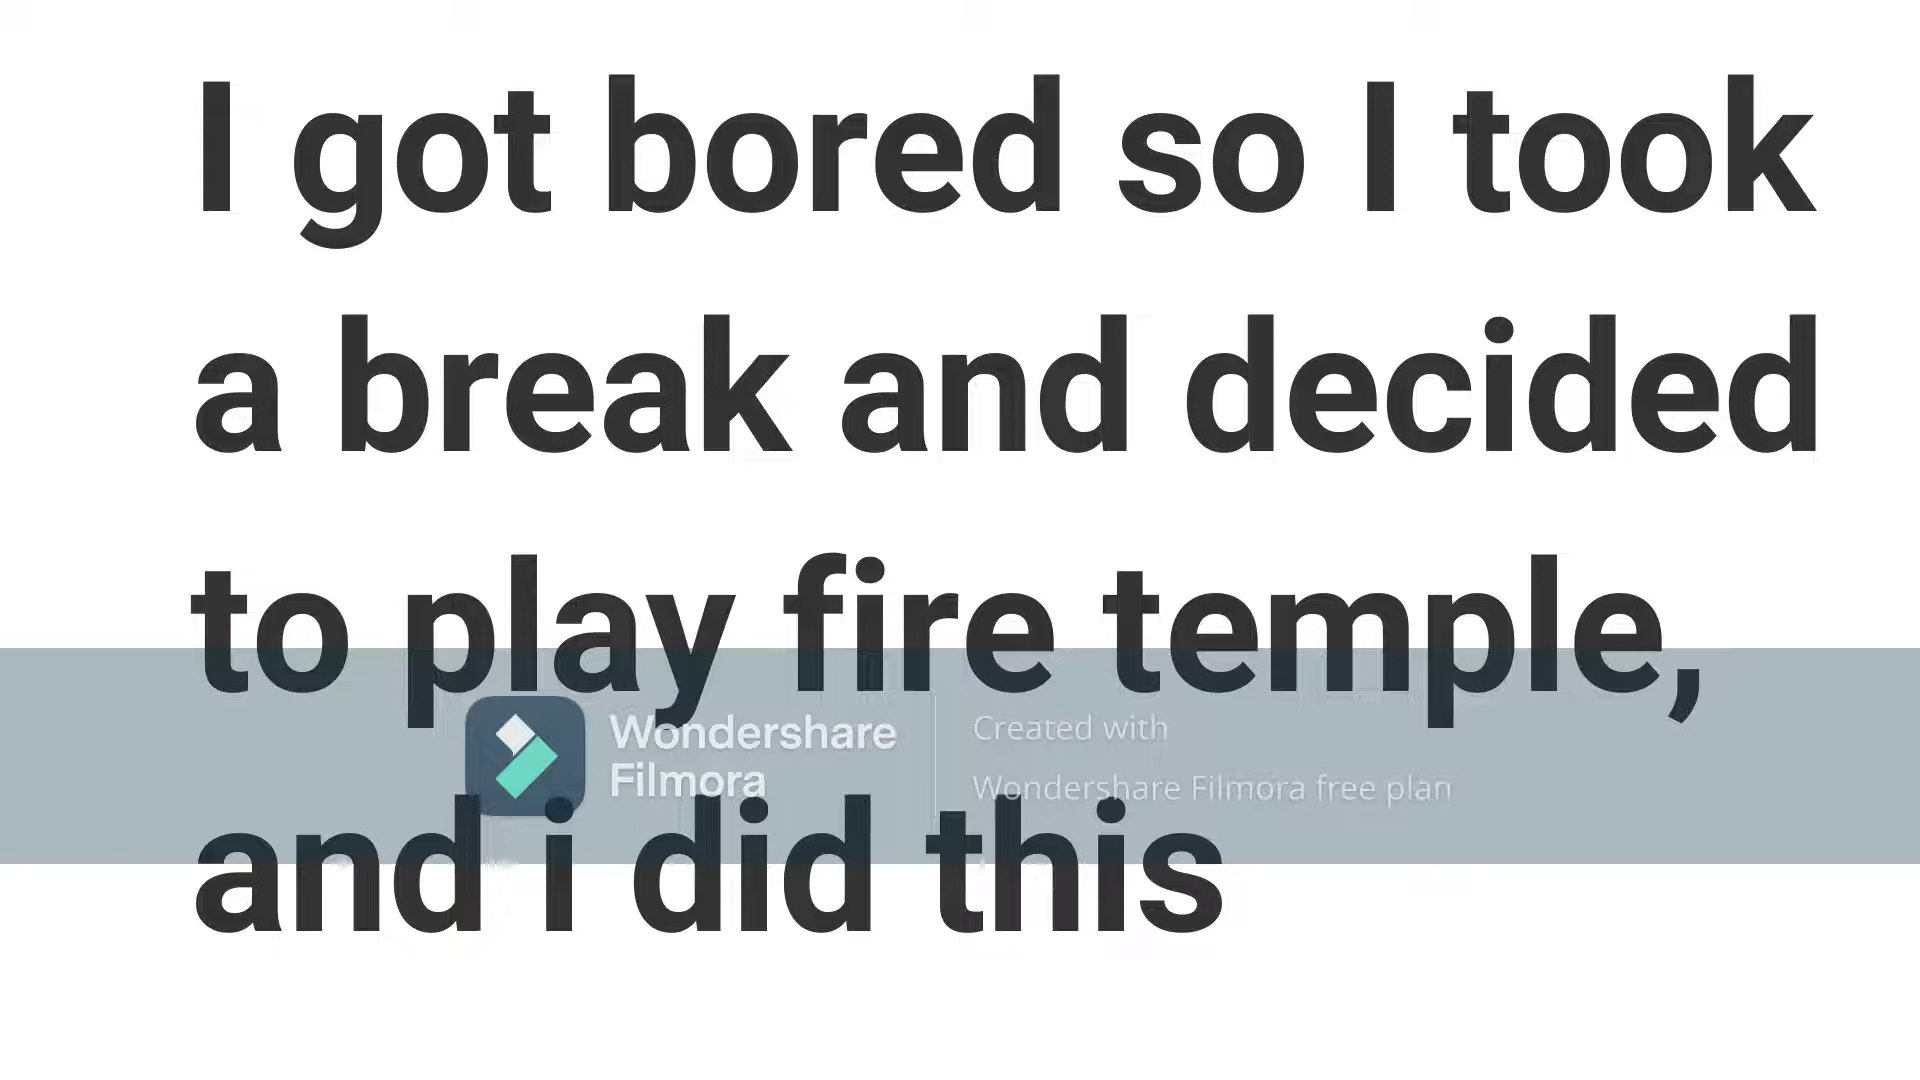 I got bored so I took
a break and decided
to play fire temple,
Wondershare
Filmora
Created with
Wondershare Filmora free plan
and i did this